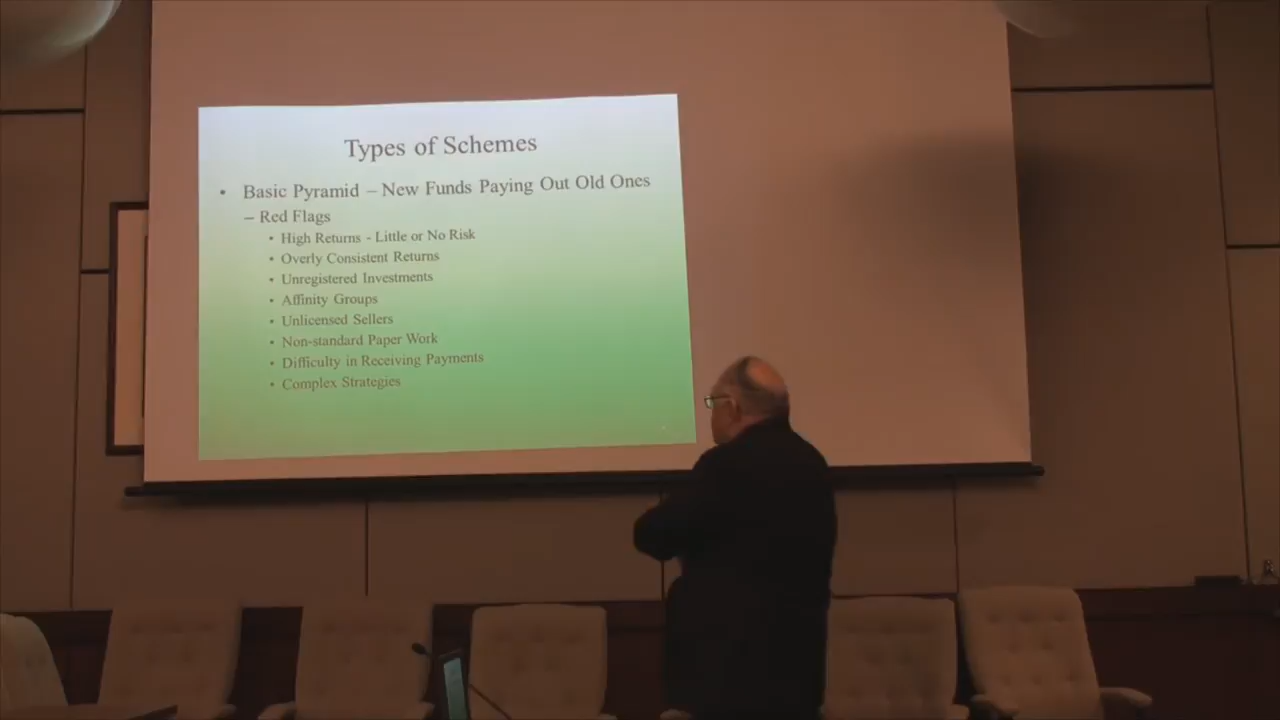 Types of Schemes
• Basic Pyramid – New Funds Paying Out Old Ones
– Red Flags
• High Returns - Little or No Risk
• Overly Consistent Returns
• Unregistered Investments
• Affinity Groups
• Unlicensed Sellers
• Non-standard Paper Work
• Difficulty in Receiving Payments
• Complex Strategies